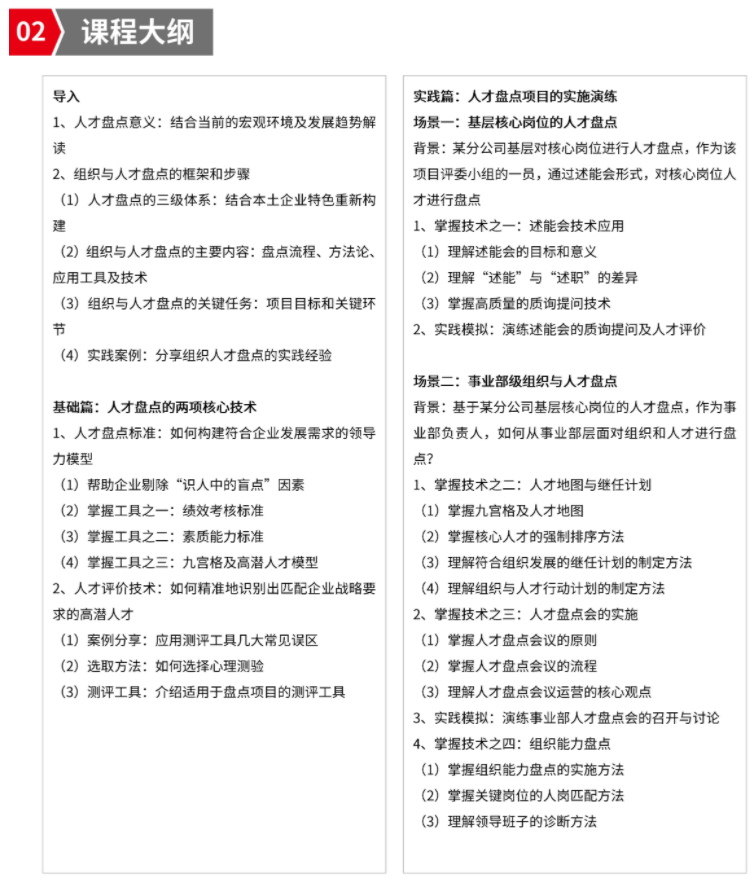 02 课程大纲
导入
1、人才盘点意义：结合当前的宏观环境及发展趋势解
读
2、组织与人才盘点的框架和步骤
（1）人才盘点的三级体系：结合本土企业特色重新构
建
（2）组织与人才盘点的主要内容：盘点流程、方法论、
应用工具及技术
（3）组织与人才盘点的关键任务：项目目标和关键环
节
（4）实践案例：分享组织人才盘点的实践经验
基础篇：人才盘点的两项核心技术
1、人才盘点标准：如何构建符合企业发展需求的领导
力模型
（1）帮助企业剔除“识人中的盲点”因素
（2）掌握工具之一：绩效考核标准
（3）掌握工具之二：素质能力标准
（4）掌握工具之三：九宫格及高潜人才模型
2、人才评价技术：如何精准地识别出匹配企业战略要
求的高潜人才
（1）案例分享：应用测评工具几大常见误区
（2）选取方法：如何选择心理测验
（3）测评工具：介绍适用于盘点项目的测评工具
实践篇：人才盘点项目的实施演练
场景一：基层核心岗位的人才盘点
背景：某分公司基层对核心岗位进行人才盘点，作为该
项目评委小组的一员，通过述能会形式，对核心岗位人
才进行盘点
1、掌握技术之一：述能会技术应用
（1）理解述能会的目标和意义
（2）理解“述能”与“述职”的差异
（3）掌握高质量的质询提问技术
2、实践模拟：演练述能会的质询提问及人才评价
场景二：事业部级组织与人才盘点
背景：基于某分公司基层核心岗位的人才盘点，作为事
业部负责人，如何从事业部层面对组织和人才进行盘
点？
1、掌握技术之二：人才地图与继任计划
（1）掌握九宫格及人才地图
（2）掌握核心人才的强制排序方法
（3）理解符合组织发展的继任计划的制定方法
（4）理解组织与人才行动计划的制定方法
2、掌握技术之三：人才盘点会的实施
（1）掌握人才盘点会议的原则
（2）掌握人才盘点会议的流程
（3）理解人才盘点会议运营的核心观点
3、实践模拟：演练事业部人才盘点会的召开与讨论
4、掌握技术之四：组织能力盘点
（1）掌握组织能力盘点的实施方法
（2）掌握关键岗位的人岗匹配方法
（3）理解领导班子的诊断方法